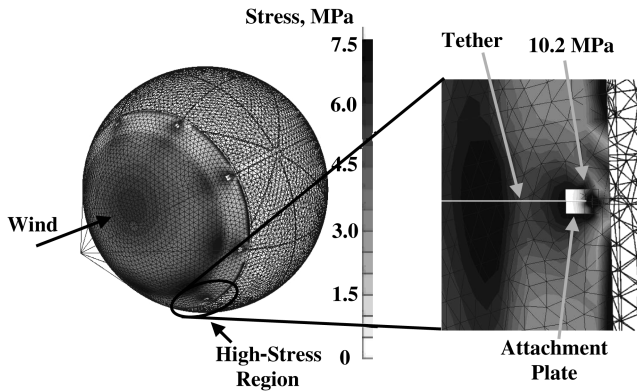 Stress, MPa
7.5
6.0
4.5
3.0
1.5
0
Wind
High-Stress
Region
Tether
10.2 MPa
Attachment
Plate